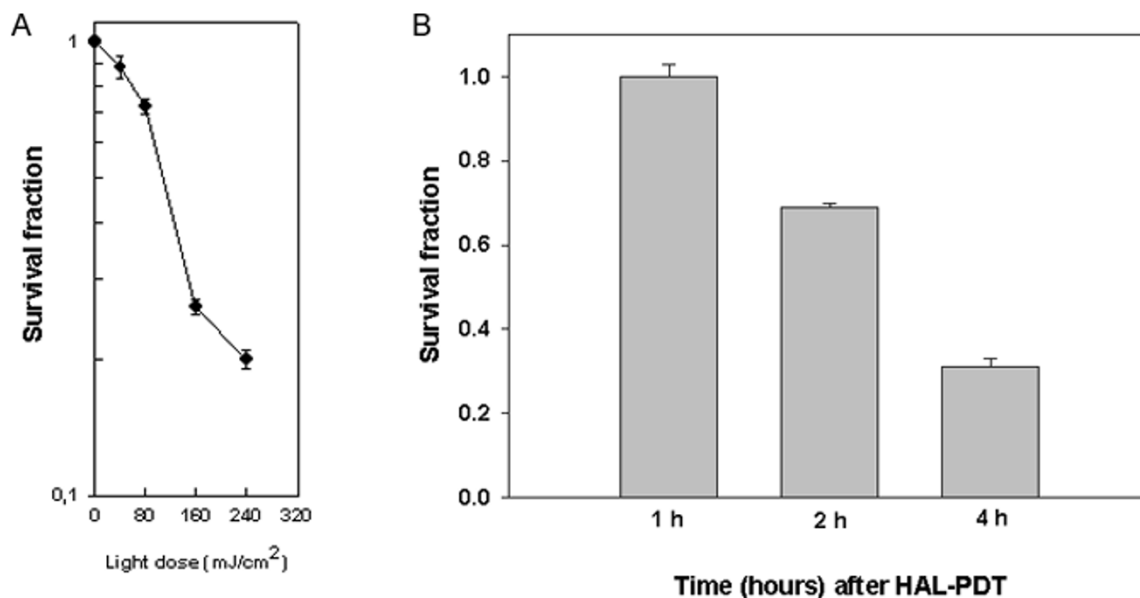 A
Survival fraction
1
0,1
0 80 160 240 320
Light dose (mJ/cm2)
B
Survival fraction
1.0
0.8
0.6
0.4
0.2
0.0
1 h 2 h 4 h
Time (hours) after HAL-PDT